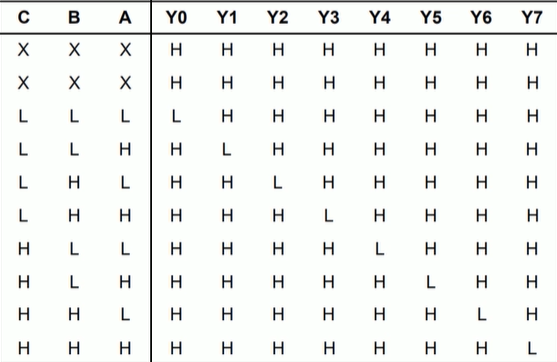 C B A Y0 Y1 Y2 Y3 Y4 Y5 Y6 Y7
X X X H H H H H H H H
X X X H H H H H H H H
L L L L H H H H H H H
L L H H L H H H H H H
L H L H H L H H H H H
L H H H H H L H H H H
H L L H H H H L H H H
H L H H H H H H L H H
H H L H H H H H H L H
H H H H H H H H H H L